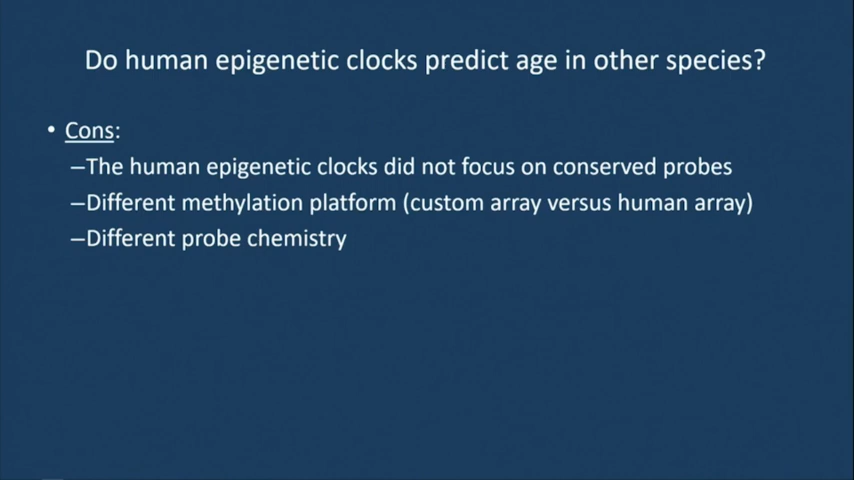 Do human epigenetic clocks predict age in other species?
• Cons:
–The human epigenetic clocks did not focus on conserved probes
–Different methylation platform (custom array versus human array)
–Different probe chemistry